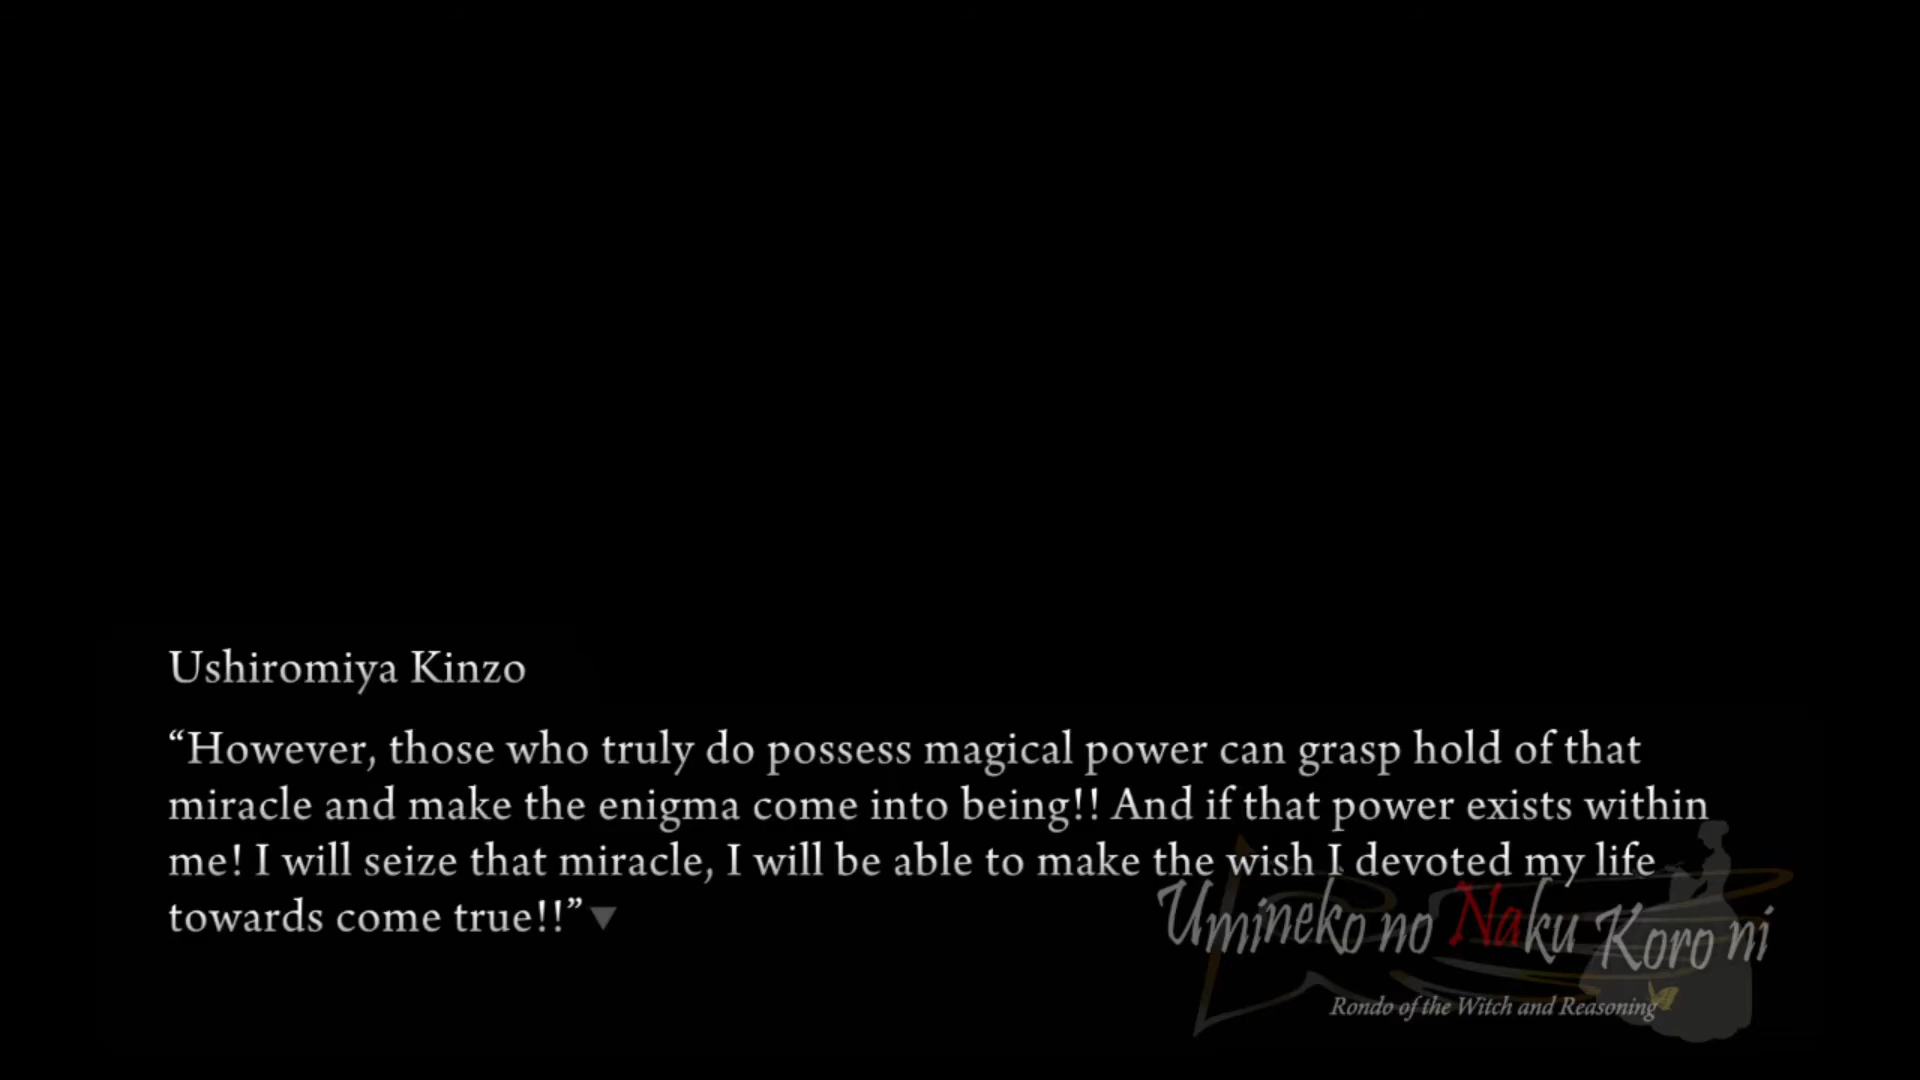 Ushiromiya Kinzo
“However, those who truly do possess magical power can grasp hold of that
miracle and make the enigma come into being!! And if that power exists within
me! I will seize that miracle, I will be able to make the wish I devoted my life
towards come true!!”▼
Umineko no Naku Koro ni
Rondo of the Witch and Reasoning